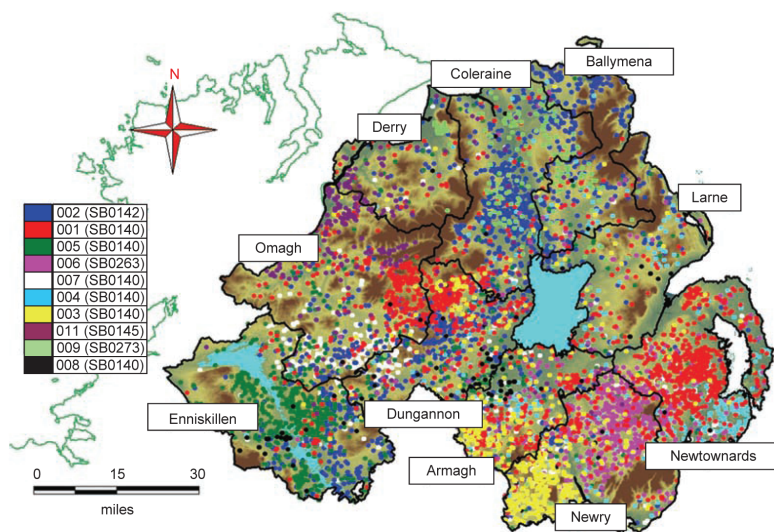 N
Ballymena
Coleraine
Derry
Larne
002 (SB0142)
001 (SB0140)
005 (SB0140)
006 (SB0263)
007 (SB0140)
004 (SB0140)
003 (SB0140)
011 (SB0145)
009 (SB0273)
008 (SB0140)
Omagh
Enniskillen
Dungannon
Armagh
Newtownards
Newry
0 15 30
miles